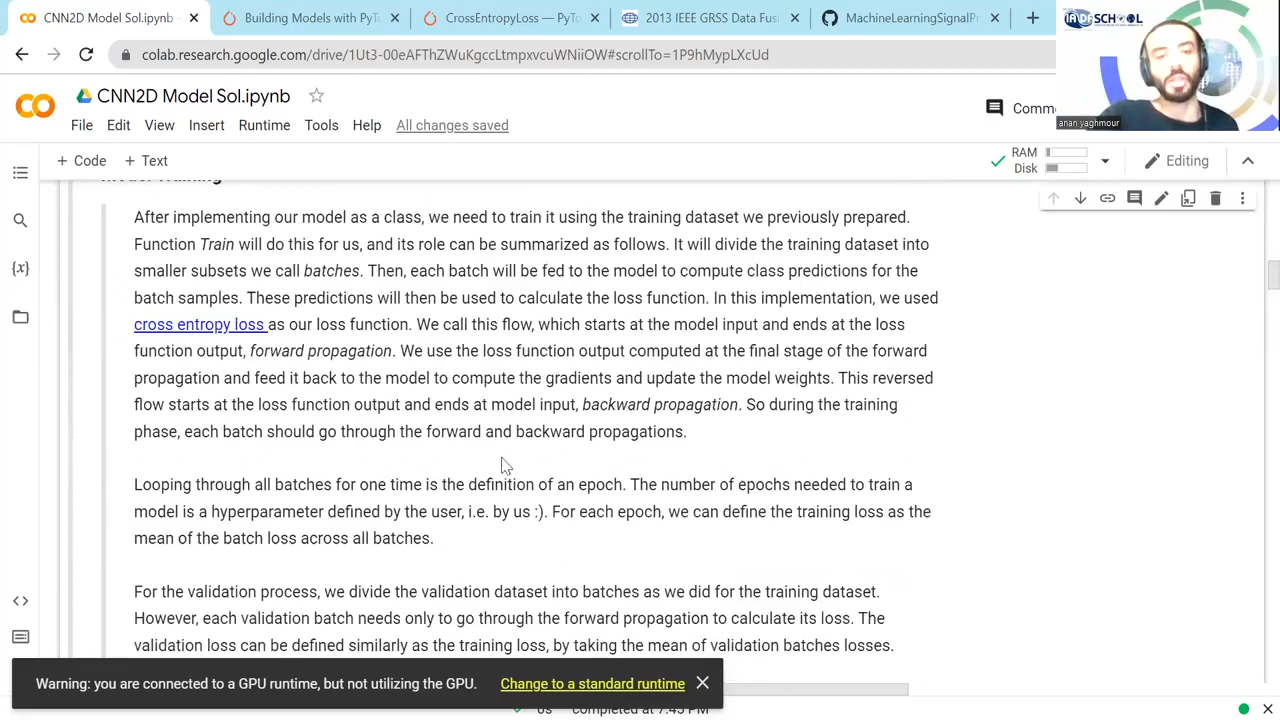 CNN2D Model Sol.ipynb -
Building Models with PyT
CrossEntropyLoss — PyTo
2013 IEEE GRSS Data Fus
MachineLearningSignalPr
IADF SCHOOL
colab.research.google.com/drive/1Ut3-00eAFThZWuKgccLtmpxvcuWNiiOW#scrollTo=1P9hMypLXcUd
CNN2D Model Sol.ipynb
Comme
anan yaghmour
File Edit View Insert Runtime Tools Help All changes saved
+ Code + Text
RAM
Disk
Editing
Model Training
After implementing our model as a class, we need to train it using the training dataset we previously prepared.
Function Train will do this for us, and its role can be summarized as follows. It will divide the training dataset into
smaller subsets we call batches. Then, each batch will be fed to the model to compute class predictions for the
batch samples. These predictions will then be used to calculate the loss function. In this implementation, we used
cross entropy loss as our loss function. We call this flow, which starts at the model input and ends at the loss
function output, forward propagation. We use the loss function output computed at the final stage of the forward
propagation and feed it back to the model to compute the gradients and update the model weights. This reversed
flow starts at the loss function output and ends at model input, backward propagation. So during the training
phase, each batch should go through the forward and backward propagations.
Looping through all batches for one time is the definition of an epoch. The number of epochs needed to train a
model is a hyperparameter defined by the user, i.e. by us :). For each epoch, we can define the training loss as the
mean of the batch loss across all batches.
For the validation process, we divide the validation dataset into batches as we did for the training dataset.
However, each validation batch needs only to go through the forward propagation to calculate its loss. The
validation loss can be defined similarly as the training loss, by taking the mean of validation batches losses.
Warning: you are connected to a GPU runtime, but not utilizing the GPU. Change to a standard runtime
0s completed at 7:45 PM